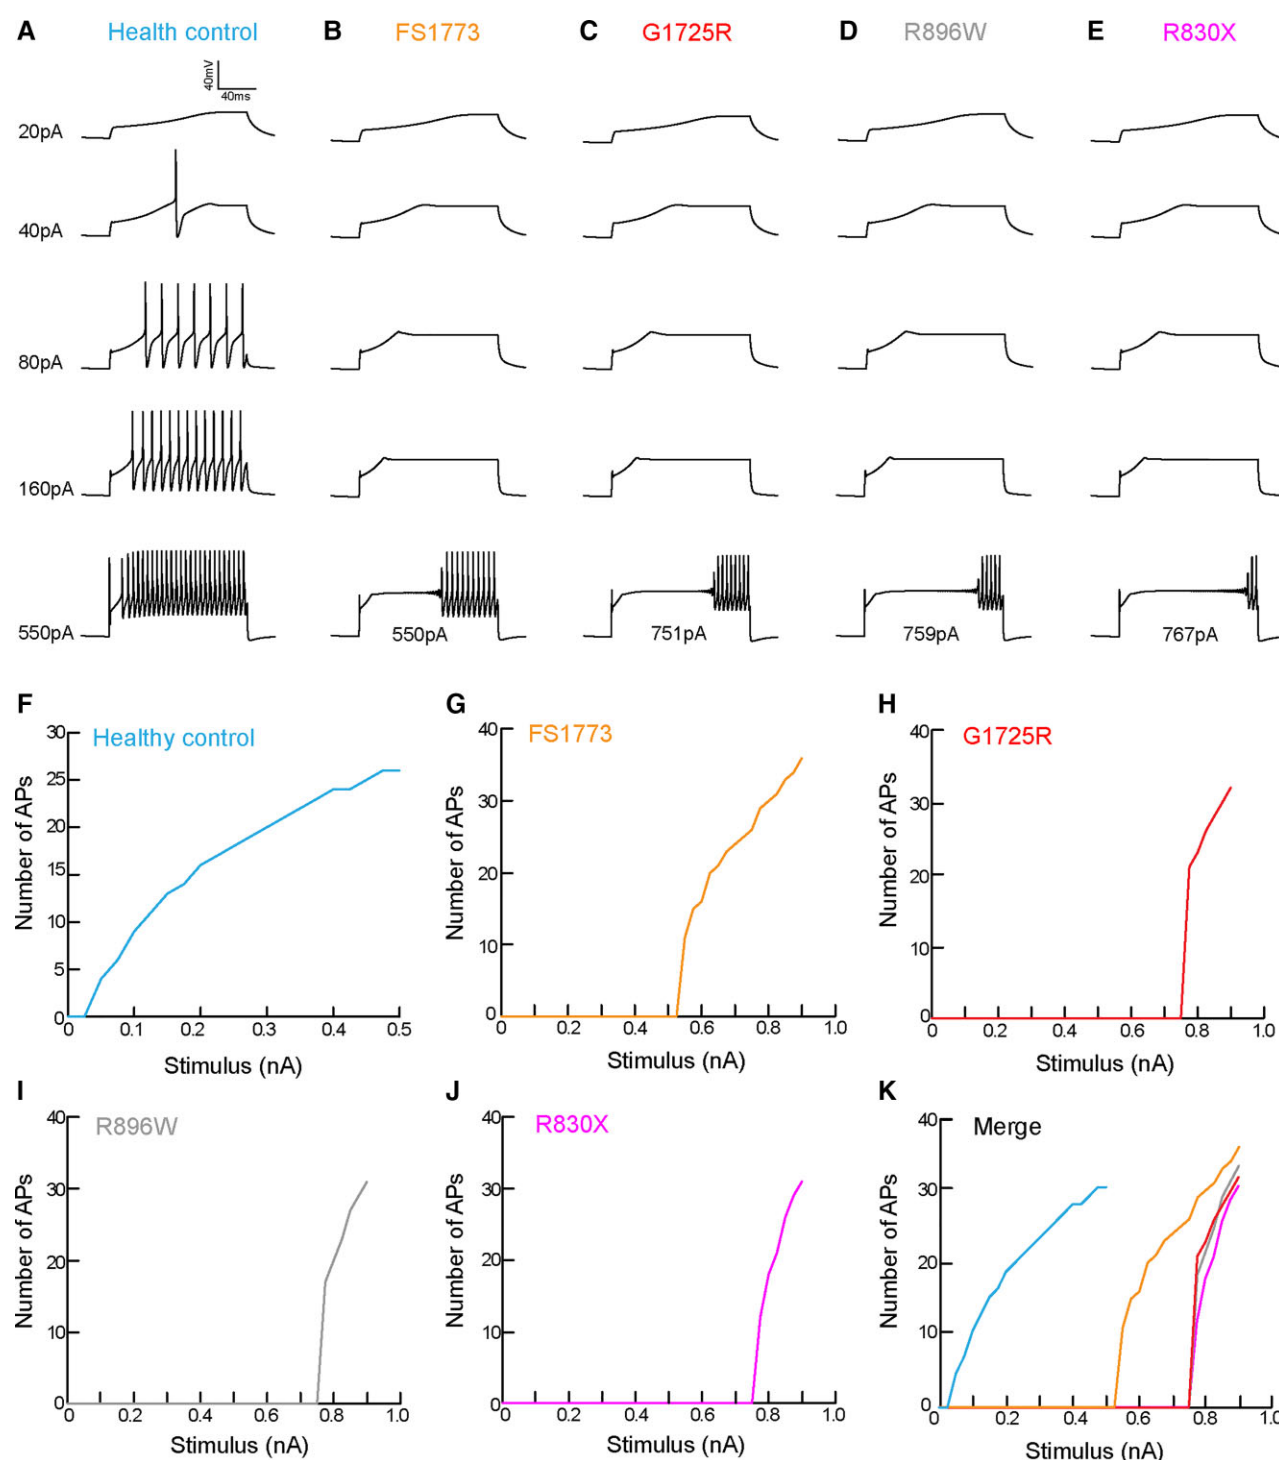 A Health control B FS1773 C G1725R D R896W E R830X
40mV
40ms
20pA
40pA
80pA
160pA
550pA 550pA 751pA 759pA 767pA
F Healthy control
Number of APs
30
25
20
15
10
5
0
0 0.1 0.2 0.3 0.4 0.5
Stimulus (nA)
G FS1773
Number of APs
40
30
20
10
0
0 0.2 0.4 0.6 0.8 1.0
Stimulus (nA)
H G1725R
Number of APs
40
30
20
10
0
0 0.2 0.4 0.6 0.8 1.0
Stimulus (nA)
I R896W
Number of APs
40
30
20
10
0
0 0.2 0.4 0.6 0.8 1.0
Stimulus (nA)
J R830X
Number of APs
40
30
20
10
0
0 0.2 0.4 0.6 0.8 1.0
Stimulus (nA)
K Merge
Number of APs
40
30
20
10
0
0 0.2 0.4 0.6 0.8 1.0
Stimulus (nA)